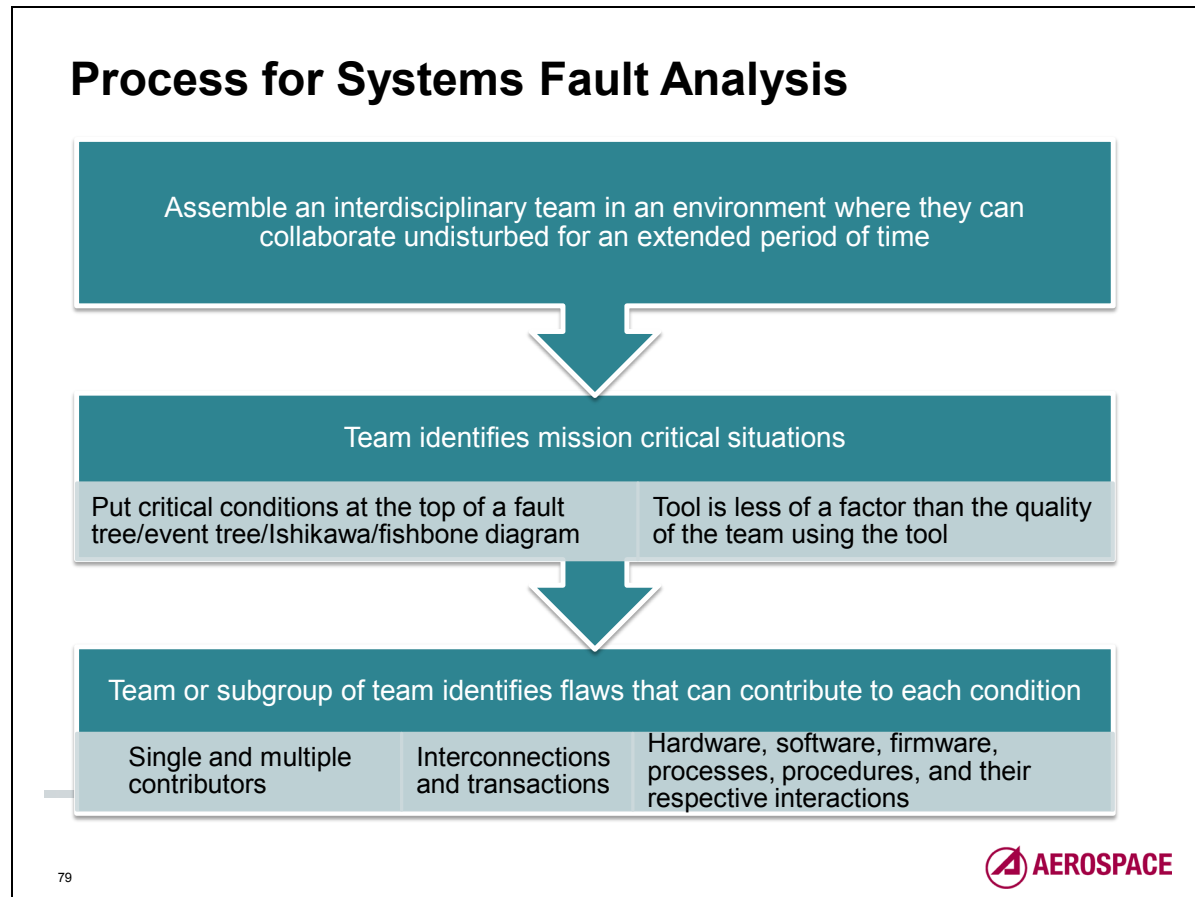 Process for Systems Fault Analysis
Assemble an interdisciplinary team in an environment where they can
collaborate undisturbed for an extended period of time
Team identifies mission critical situations
Put critical conditions at the top of a fault
tree/event tree/Ishikawa/fishbone diagram
Tool is less of a factor than the quality
of the team using the tool
Team or subgroup of team identifies flaws that can contribute to each condition
Single and multiple
contributors
Interconnections
and transactions
Hardware, software, firmware,
processes, procedures, and their
respective interactions
79
AEROSPACE